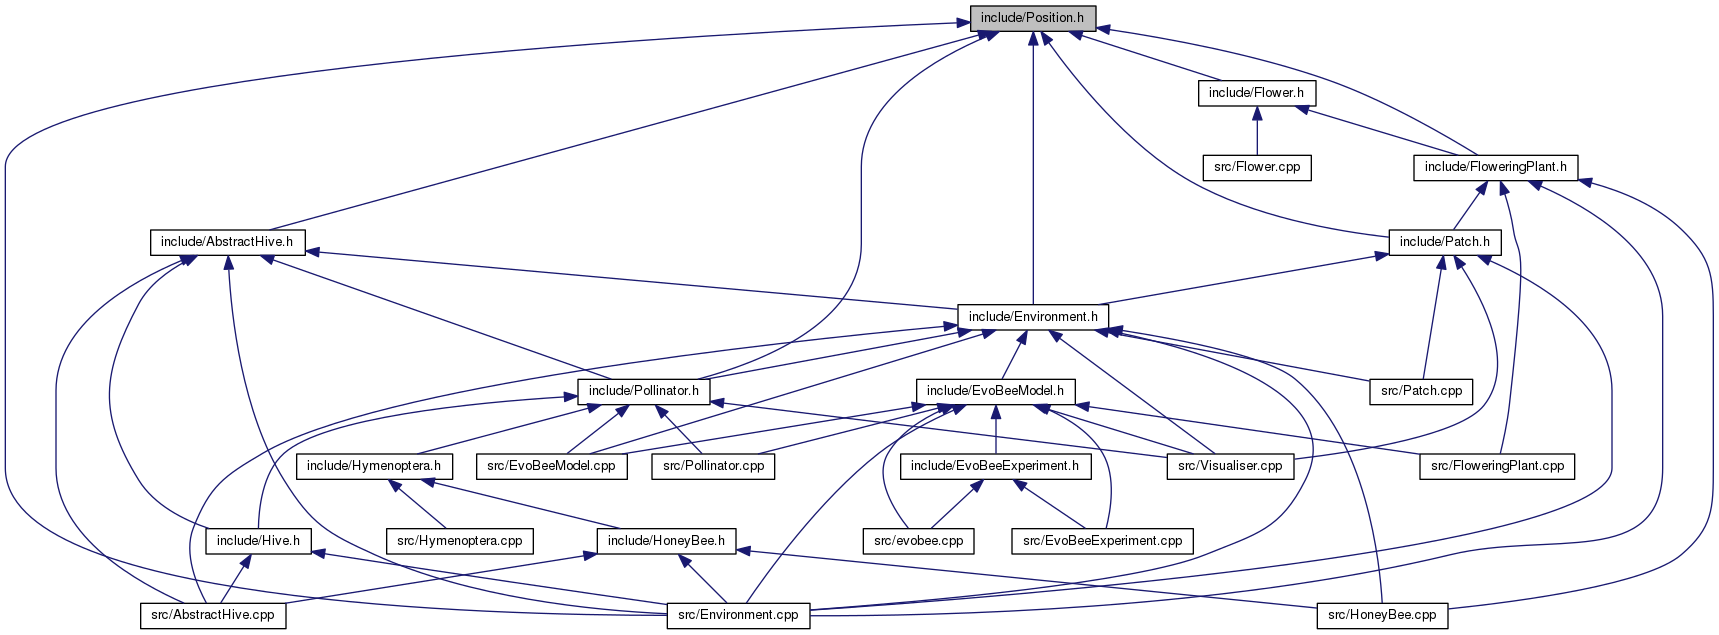 include/Position.h
include/Flower.h
src/Flower.cpp
include/FloweringPlant.h
include/AbstractHive.h
include/Patch.h
include/Environment.h
include/Pollinator.h
include/EvoBeeModel.h
src/Patch.cpp
include/Hymenoptera.h
src/EvoBeeModel.cpp
src/Pollinator.cpp
include/EvoBeeExperiment.h
src/Visualiser.cpp
src/FloweringPlant.cpp
include/Hive.h
src/Hymenoptera.cpp
include/HoneyBee.h
src/evobee.cpp
src/EvoBeeExperiment.cpp
src/AbstractHive.cpp
src/Environment.cpp
src/HoneyBee.cpp